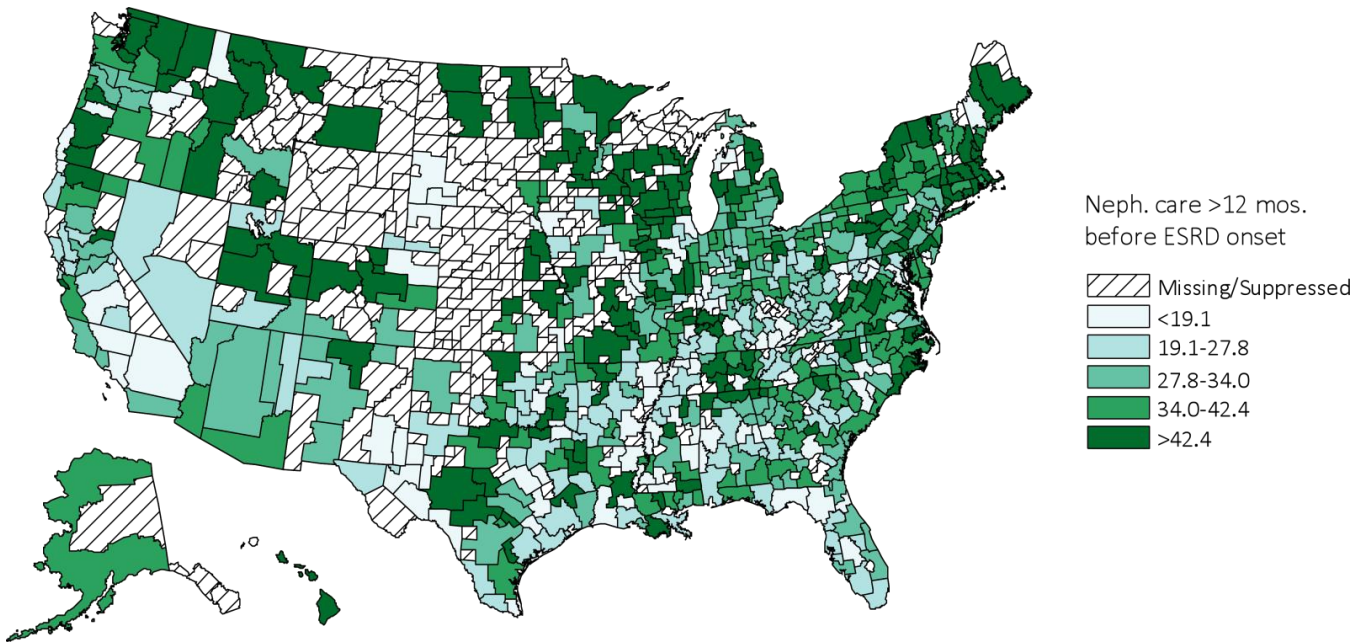 Neph. care >12 mos.
before ESRD onset
Missing/Suppressed
<19.1
19.1-27.8
27.8-34.0
34.0-42.4
>42.4